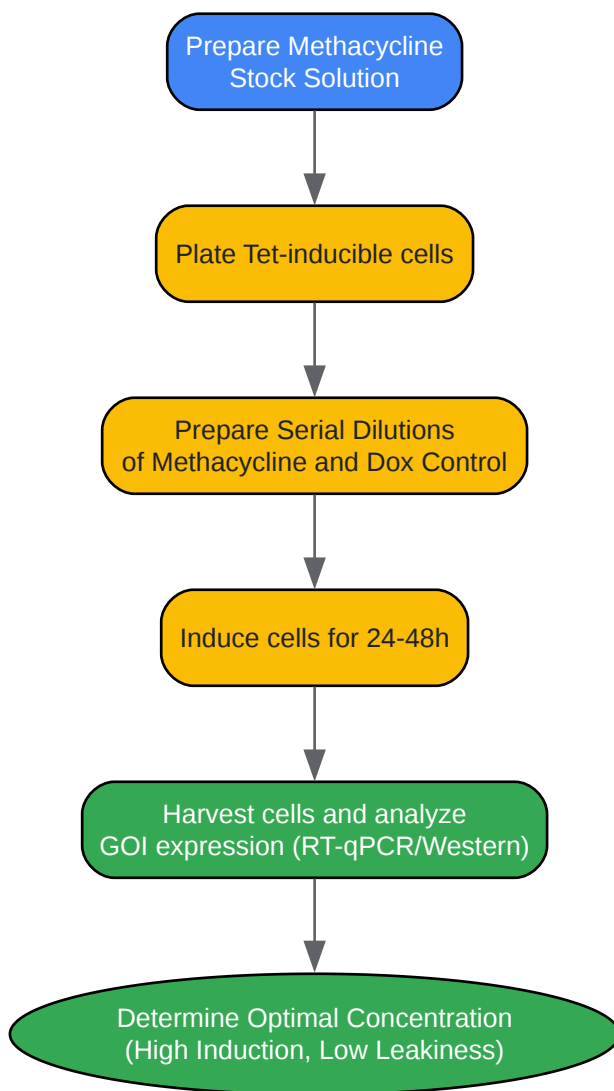 Prepare Methacycline
Stock Solution
Plate Tet-inducible cells
Prepare Serial Dilutions
of Methacycline and Dox Control
Induce cells for 24-48h
Harvest cells and analyze
GOI expression (RT-qPCR/Western)
Determine Optimal Concentration
(High Induction, Low Leakiness)